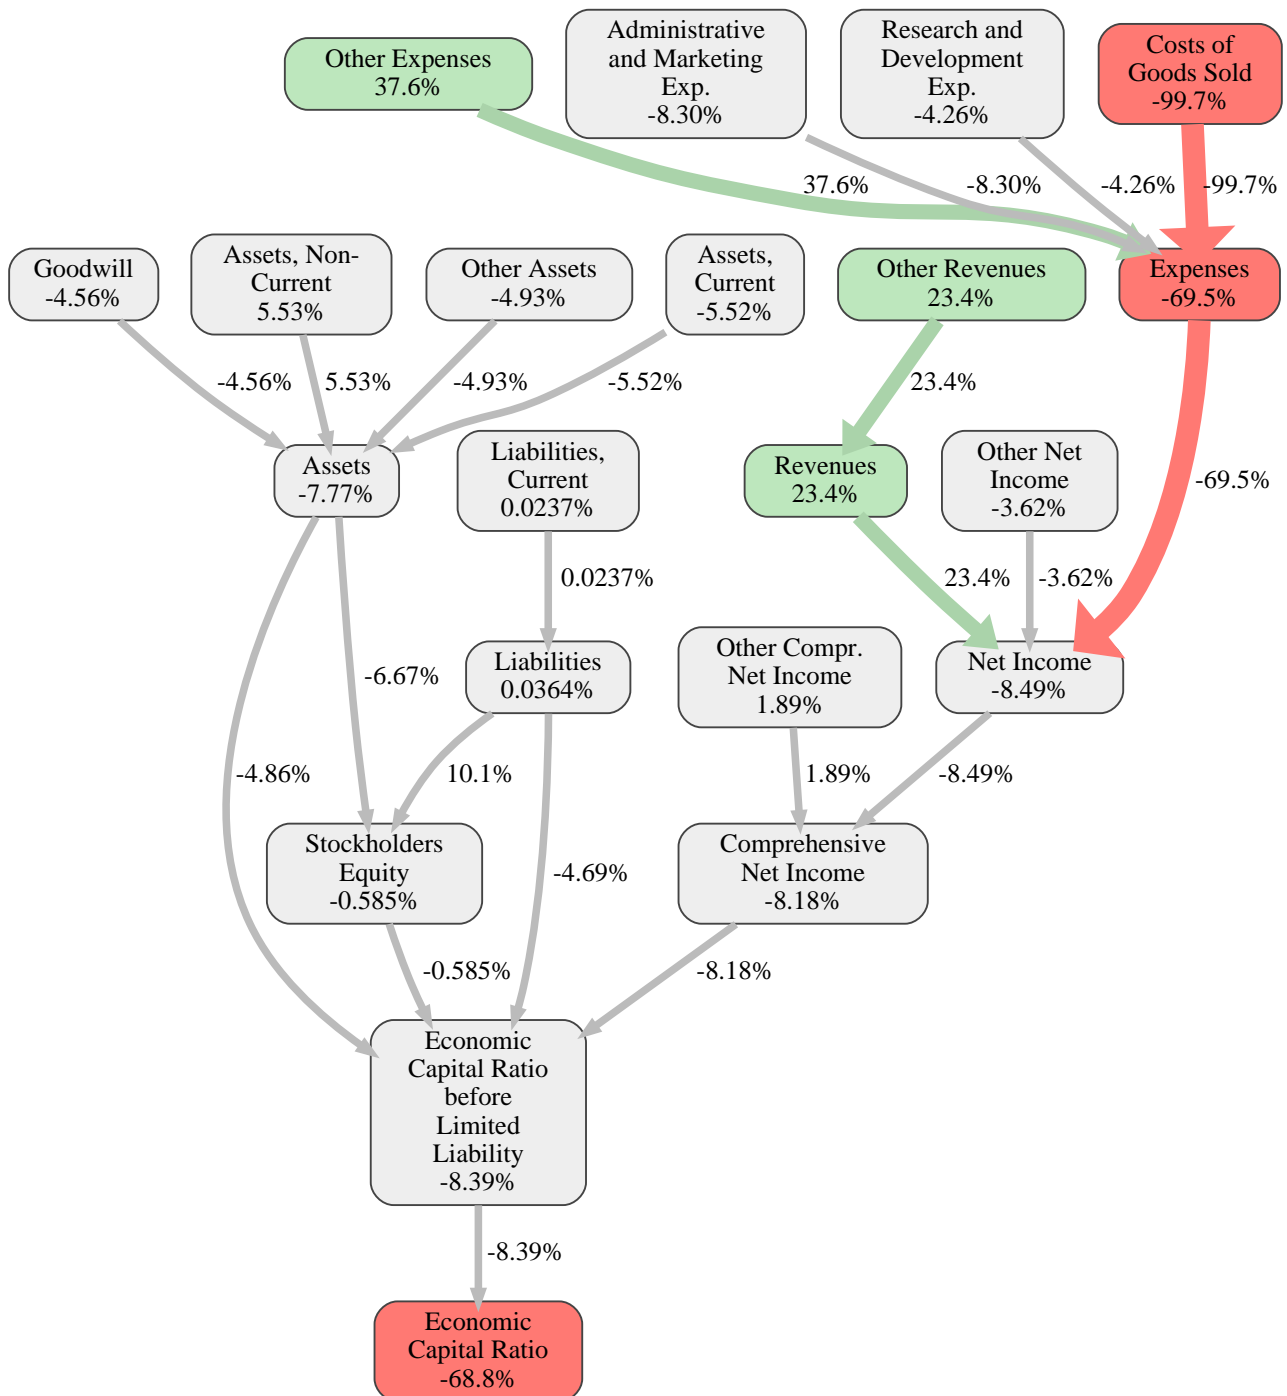 Other Expenses
37.6%
Administrative
and Marketing
Exp.
-8.30%
Research and
Development
Exp.
-4.26%
Costs of
Goods Sold
-99.7%
37.6%
-8.30%
-4.26%
-99.7%
Goodwill
-4.56%
Assets, Non-
Current
5.53%
Other Assets
-4.93%
Assets,
Current
-5.52%
Other Revenues
23.4%
Expenses
-69.5%
-4.56%
5.53%
-4.93%
-5.52%
23.4%
Assets
-7.77%
Liabilities,
Current
0.0237%
Revenues
23.4%
Other Net
Income
-3.62%
-69.5%
0.0237%
23.4%
-3.62%
-6.67%
Liabilities
0.0364%
Other Compr.
Net Income
1.89%
Net Income
-8.49%
-4.86%
10.1%
1.89%
-8.49%
Stockholders
Equity
-0.585%
-4.69%
Comprehensive
Net Income
-8.18%
-0.585%
-8.18%
Economic
Capital Ratio
before
Limited
Liability
-8.39%
-8.39%
Economic
Capital Ratio
-68.8%